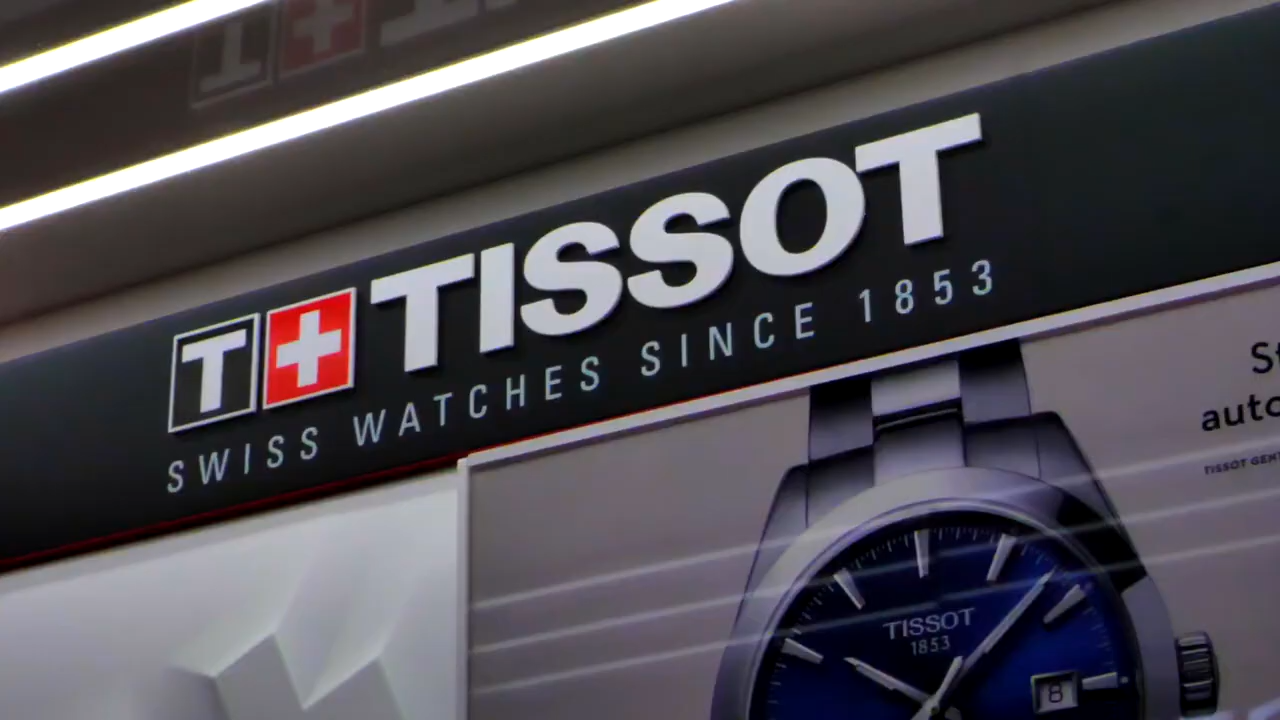 T+ TISSOT
SWISS WATCHES SINCE 1853
TISSOT
1853
8